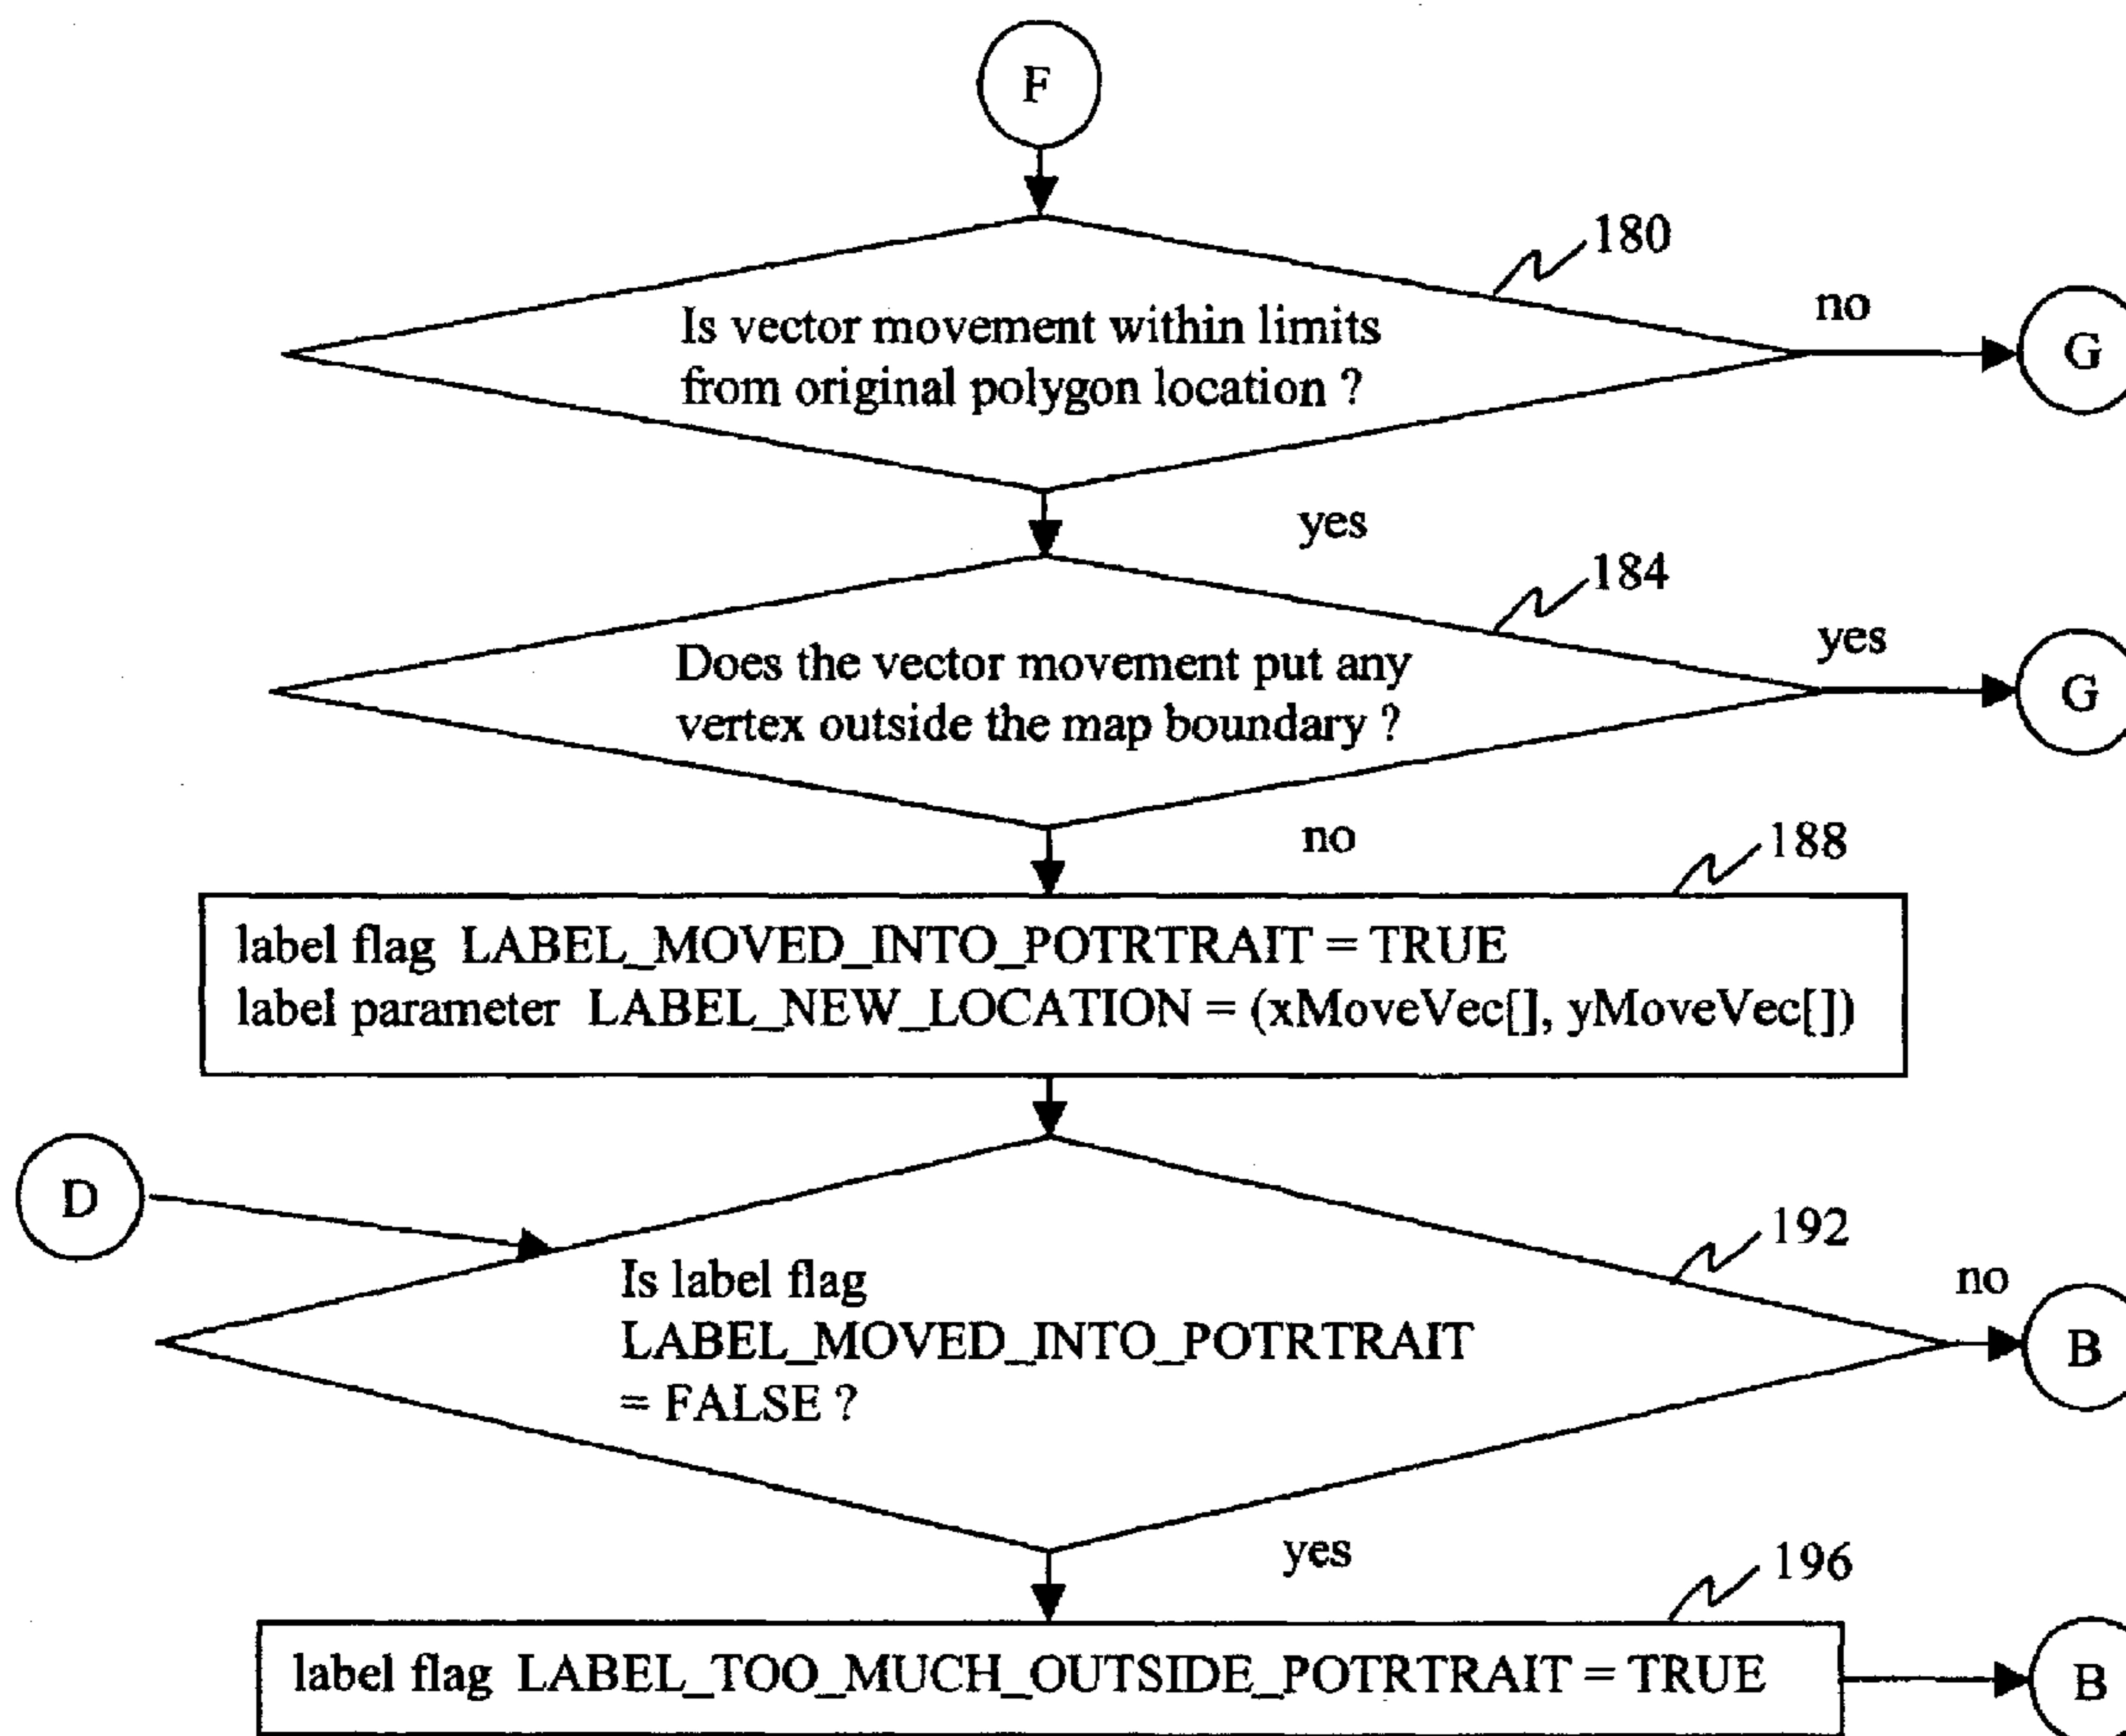 F
180
Is vector movement within limits
from original polygon location ?
no
G
yes
184
Does the vector movement put any
vertex outside the map boundary ?
yes
G
no
188
label flag LABEL_MOVED_INTO_POTRTRAIT = TRUE
label parameter LABEL_NEW_LOCATION = (xMoveVec[], yMoveVec[])
D
192
Is label flag
LABEL_MOVED_INTO_POTRTRAIT
= FALSE ?
no
B
yes
196
label flag LABEL_TOO_MUCH_OUTSIDE_POTRTRAIT = TRUE
B